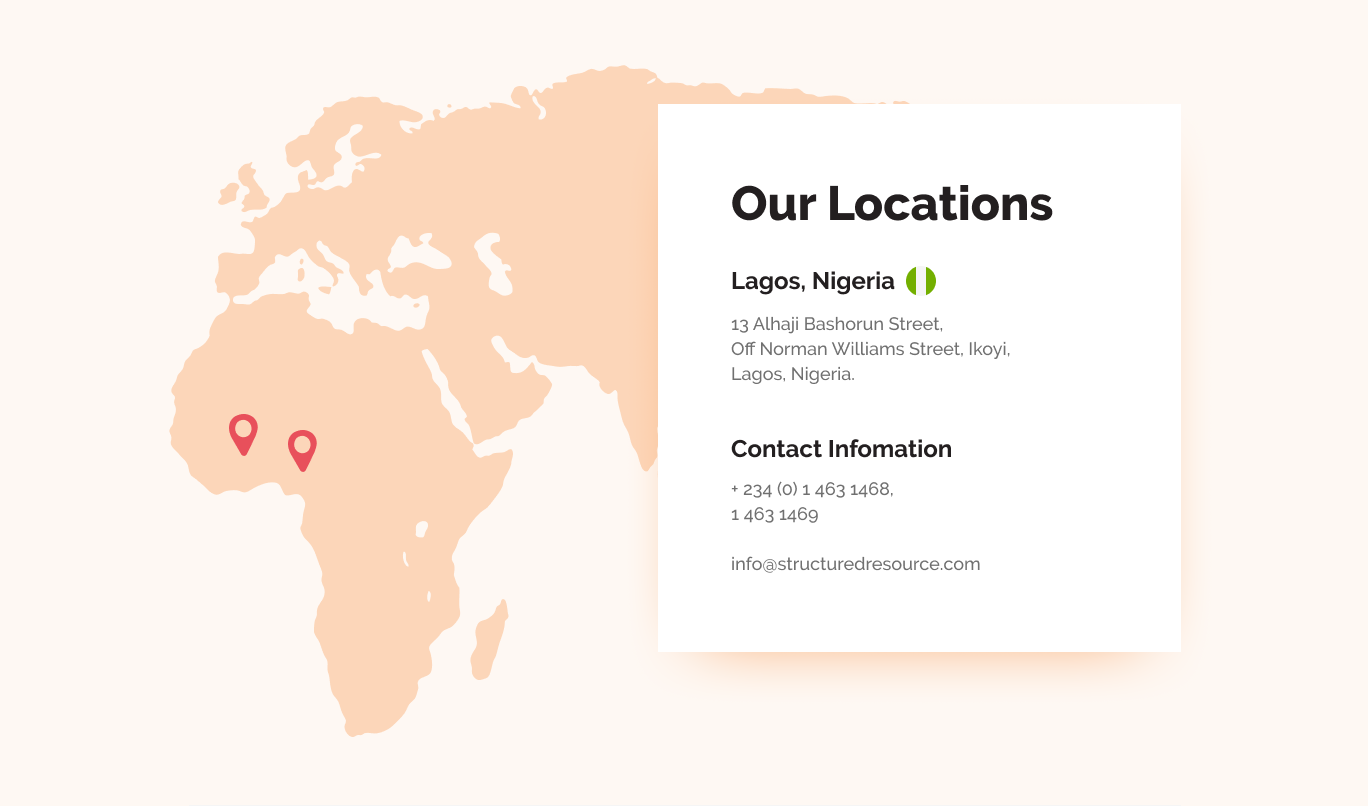 Our Locations
Lagos, Nigeria
13 Alhaji Bashorun Street,
Off Norman Williams Street, Ikoyi,
Lagos, Nigeria.
Contact Infomation
+ 234 (0) 1 463 1468,
1 463 1469
info@structuredresource.com